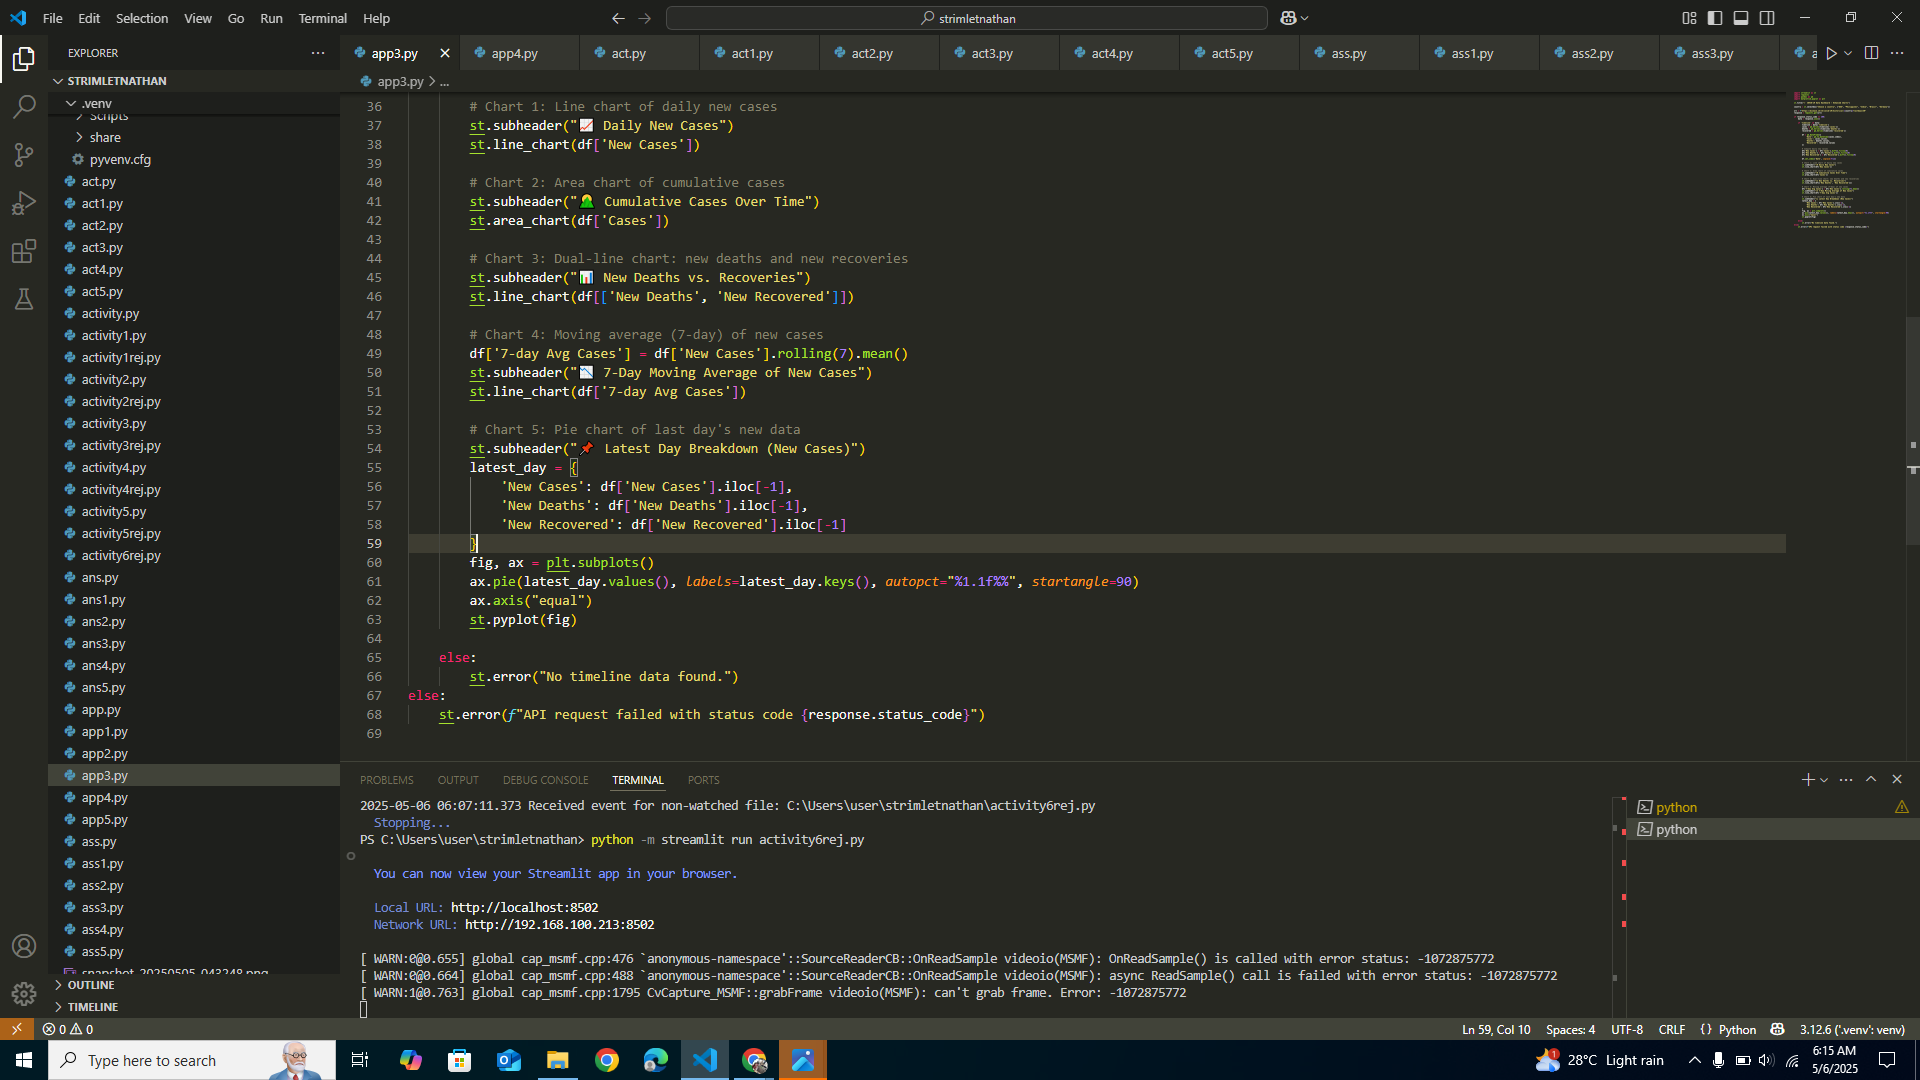 File Edit Selection View Go Run Terminal Help
strimletnathan
EXPLORER
app3.py
app4.py
act.py
act1.py
act2.py
act3.py
act4.py
act5.py
ass.py
ass1.py
ass2.py
ass3.py
STRIMLETNATHAN
app3.py > ...
.venv
Scripts
share
pyvenv.cfg
act.py
act1.py
act2.py
act3.py
act4.py
act5.py
activity.py
activity1.py
activity1rej.py
activity2.py
activity2rej.py
activity3.py
activity3rej.py
activity4.py
activity4rej.py
activity5.py
activity5rej.py
activity6rej.py
ans.py
ans1.py
ans2.py
ans3.py
ans4.py
ans5.py
app.py
app1.py
app2.py
app3.py
app4.py
app5.py
ass.py
ass1.py
ass2.py
ass3.py
ass4.py
ass5.py
snapshot_20250505_043248.png
OUTLINE
TIMELINE
36 # Chart 1: Line chart of daily new cases
37 st.subheader("📈 Daily New Cases")
38 st.line_chart(df['New Cases'])
39
40 # Chart 2: Area chart of cumulative cases
41 st.subheader(" Cumulative Cases Over Time")
42 st.area_chart(df['Cases'])
43
44 # Chart 3: Dual-line chart: new deaths and new recoveries
45 st.subheader("📊 New Deaths vs. Recoveries")
46 st.line_chart(df[['New Deaths', 'New Recovered']])
47
48 # Chart 4: Moving average (7-day) of new cases
49 df['7-day Avg Cases'] = df['New Cases'].rolling(7).mean()
50 st.subheader("📉 7-Day Moving Average of New Cases")
51 st.line_chart(df['7-day Avg Cases'])
52
53 # Chart 5: Pie chart of last day's new data
54 st.subheader("📌 Latest Day Breakdown (New Cases)")
55 latest_day = {
56 'New Cases': df['New Cases'].iloc[-1],
57 'New Deaths': df['New Deaths'].iloc[-1],
58 'New Recovered': df['New Recovered'].iloc[-1]
59 }
60 fig, ax = plt.subplots()
61 ax.pie(latest_day.values(), labels=latest_day.keys(), autopct="%1.1f%%", startangle=90)
62 ax.axis("equal")
63 st.pyplot(fig)
64
65 else:
66 st.error("No timeline data found.")
67 else:
68 st.error(f"API request failed with status code {response.status_code}")
69
PROBLEMS OUTPUT DEBUG CONSOLE TERMINAL PORTS
2025-05-06 06:07:11.373 Received event for non-watched file: C:\Users\user\strimletnathan\activity6rej.py
Stopping...
PS C:\Users\user\strimletnathan> python -m streamlit run activity6rej.py
You can now view your Streamlit app in your browser.
Local URL: http://localhost:8502
Network URL: http://192.168.100.213:8502
[ WARN:0@0.655] global cap_msmf.cpp:476 `anonymous-namespace'::SourceReaderCB::OnReadSample videoio(MSMF): OnReadSample() is called with error status: -1072875772
[ WARN:0@0.664] global cap_msmf.cpp:488 `anonymous-namespace'::SourceReaderCB::OnReadSample videoio(MSMF): async ReadSample() call is failed with error status: -1072875772
[ WARN:1@0.763] global cap_msmf.cpp:1795 CvCapture_MSMF::grabFrame videoio(MSMF): can't grab frame. Error: -1072875772
python
python
0 0
Ln 59, Col 10 Spaces: 4 UTF-8 CRLF { } Python 3.12.6 ('.venv': venv)
Type here to search
1
28°C Light rain
6:15 AM
5/6/2025